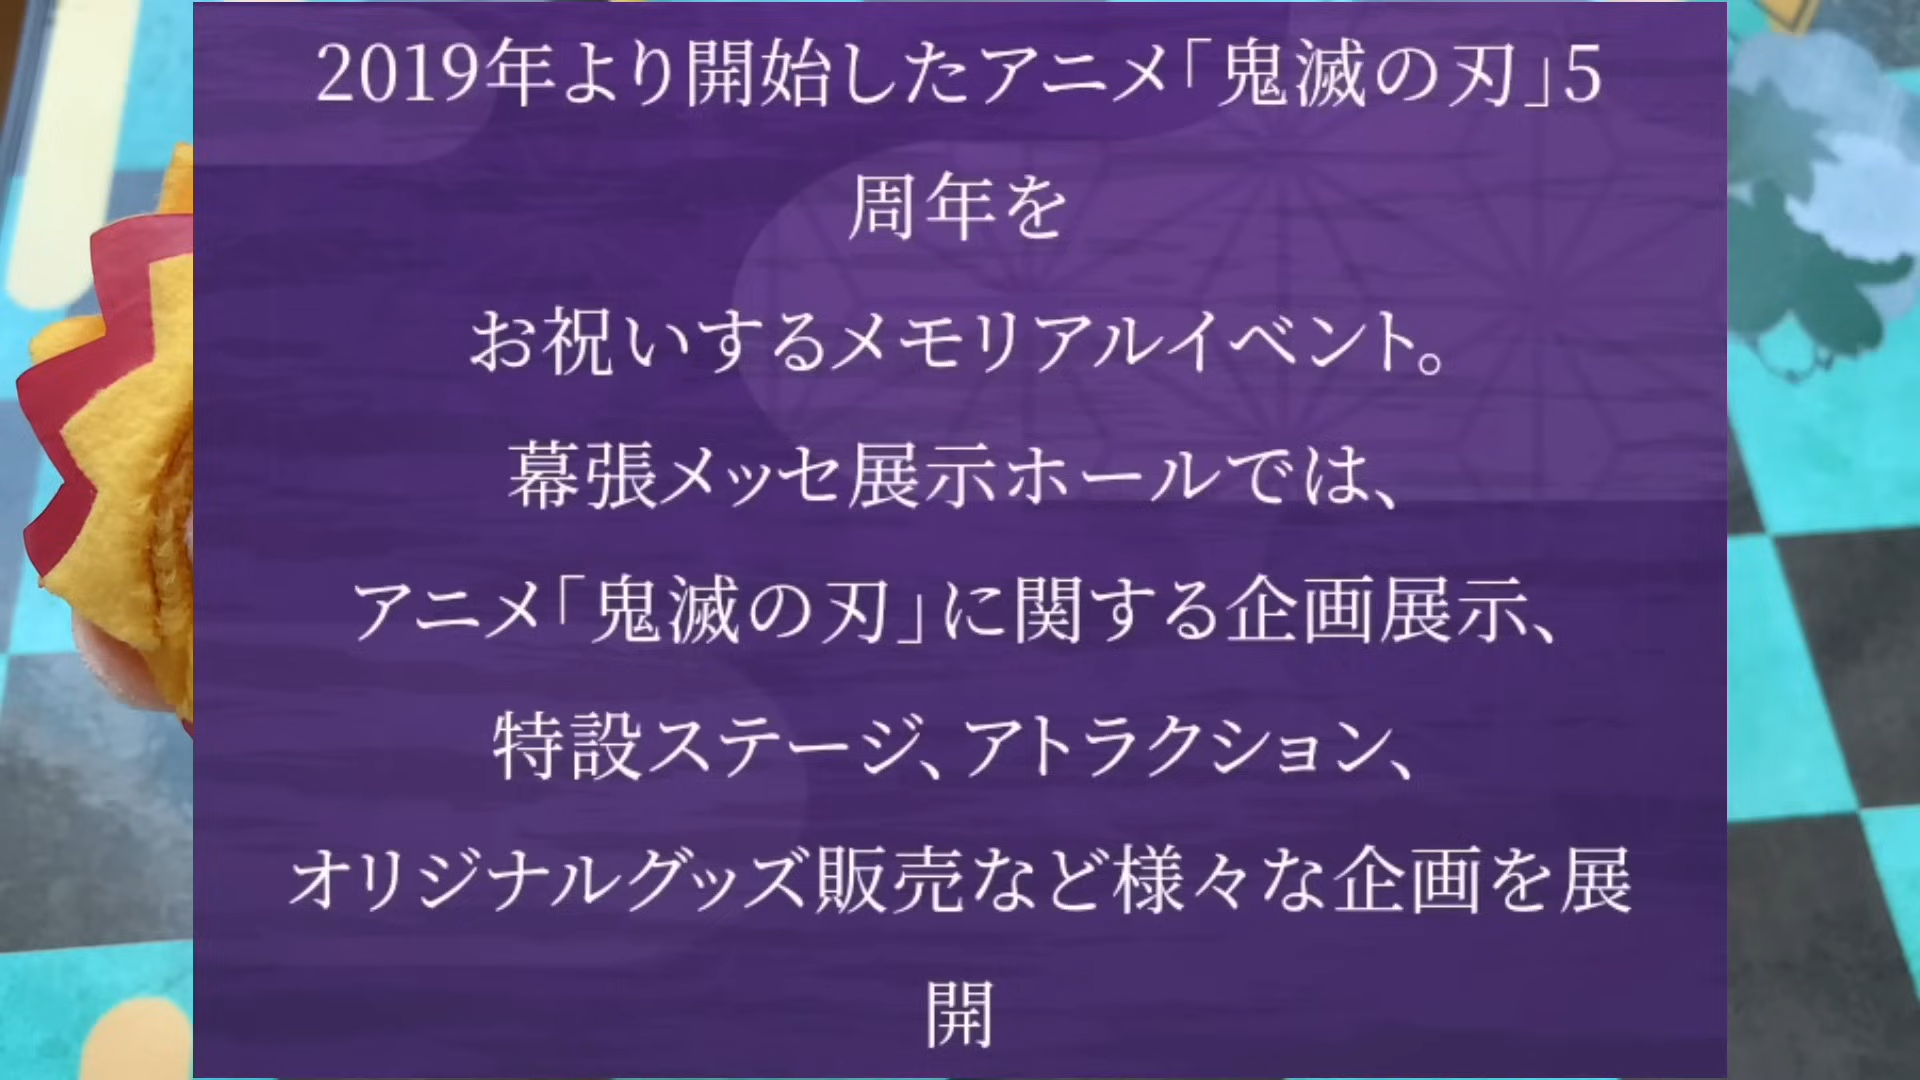 2019年より開始したアニメ「鬼滅の刃」5
周年を
お祝いするメモリアルイベント。
幕張メッセ展示ホールでは、
アニメ「鬼滅の刃」に関する企画展示、
特設ステージ、アトラクション、
オリジナルグッズ販売など様々な企画を展
開